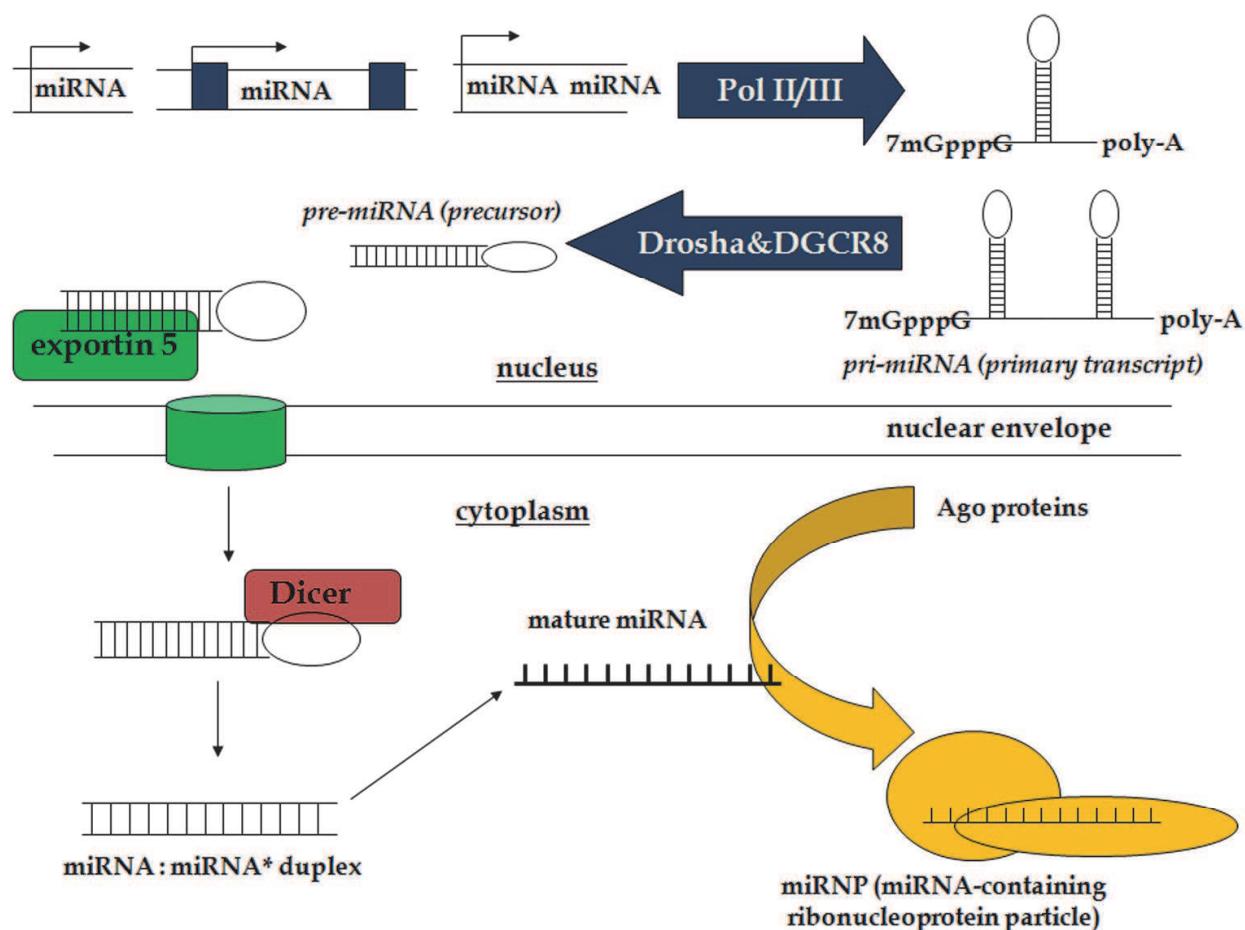 miRNA
miRNA
miRNA miRNA
Pol II/III
7mGpppG
poly-A
pre-miRNA (precursor)
Drosha&DGCR8
7mGpppG
poly-A
pri-miRNA (primary transcript)
exportin 5
nucleus
nuclear envelope
cytoplasm
Ago proteins
Dicer
mature miRNA
miRNA : miRNA* duplex
miRNP (miRNA-containing
ribonucleoprotein particle)